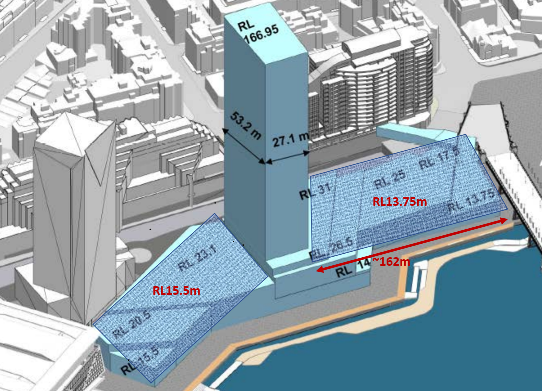 RL
166.95
53.2 m
27.1 m
RL 31
RL 25
RL 17.5
RL13.75m
RL 13.75
RL 26.5
RL 14
~162m
RL 23.1
RL15.5m
RL 20.5
RL 15.5